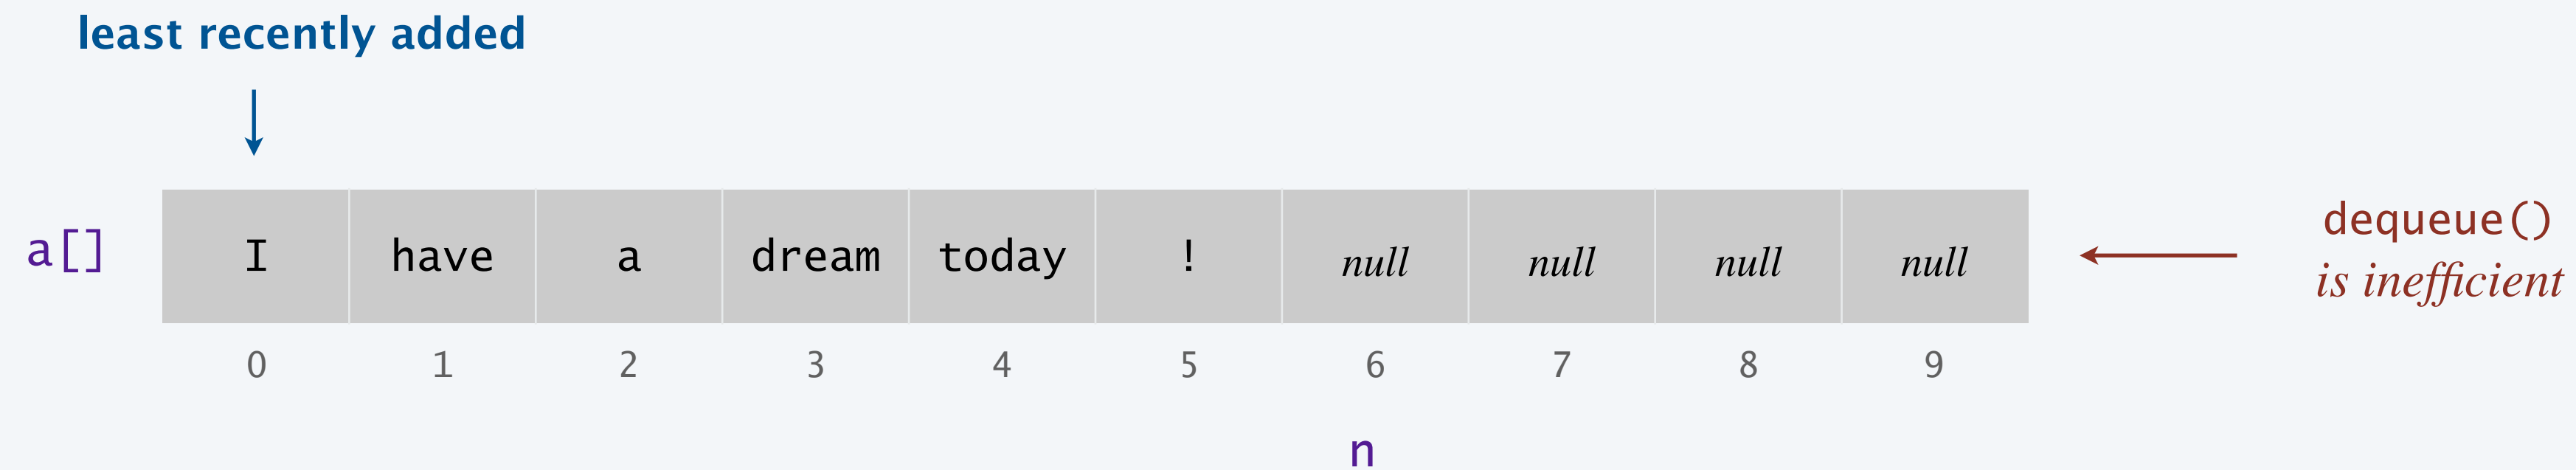 least recently added
a[] I have a dream today ! null null null null
dequeue()
is inefficient
0 1 2 3 4 5 6 7 8 9
n